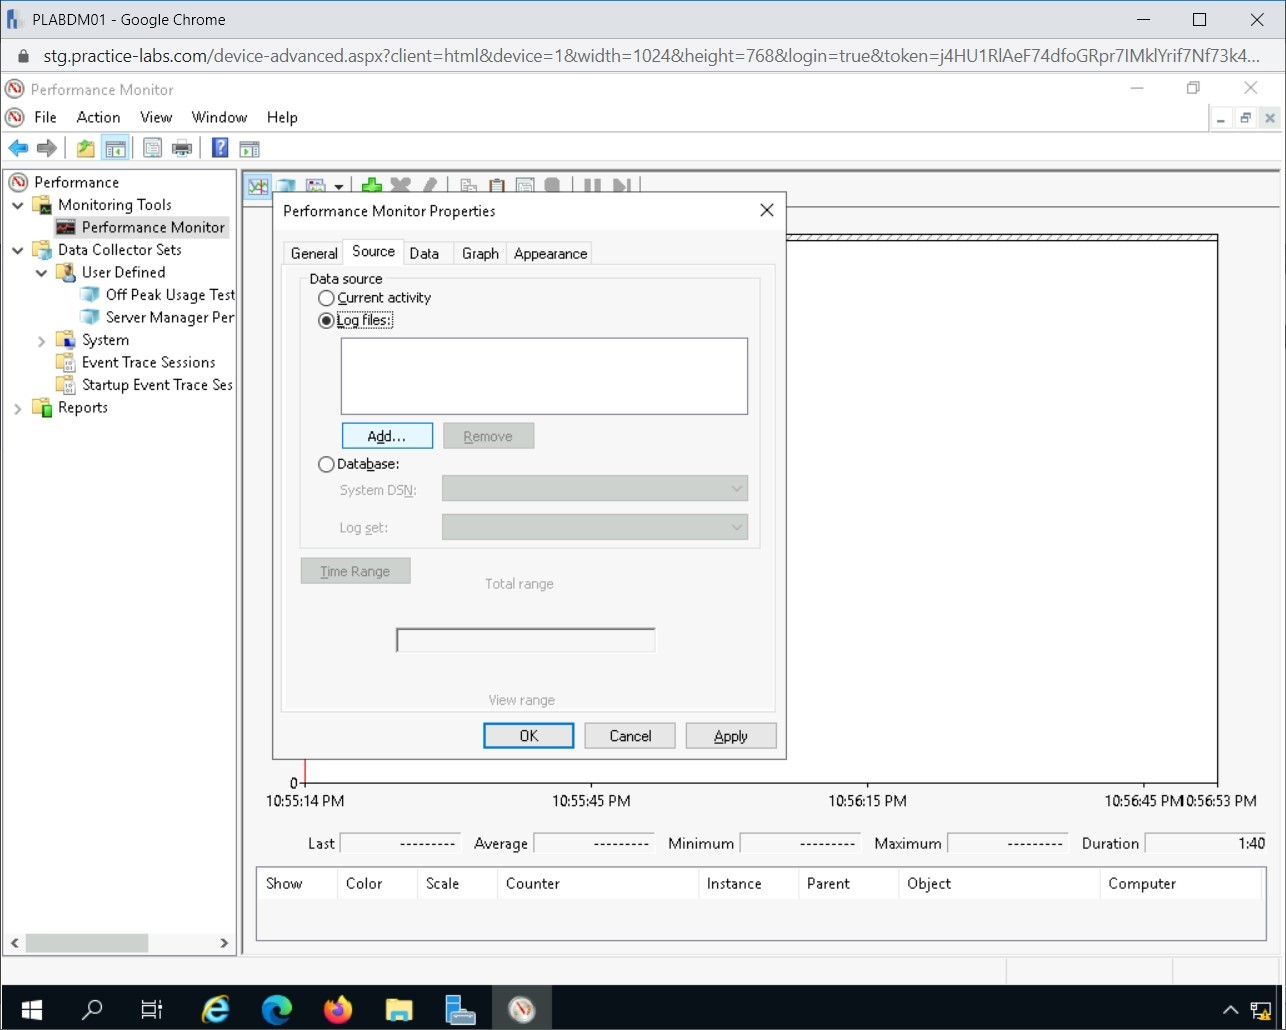 PLABDM01 - Google Chrome
stg.practice-labs.com/device-advanced.aspx?client=html&device=1&width=1024&height=768&login=true&token=j4HU1RlAeF74dfoGRpr7IMklYrif7Nf73k4...
Performance Monitor
File Action View Window Help
Performance
Monitoring Tools
Performance Monitor
Data Collector Sets
User Defined
Off Peak Usage Test
Server Manager Per
System
Event Trace Sessions
Startup Event Trace Ses
Reports
Performance Monitor Properties
General Source Data Graph Appearance
Data source
Current activity
Log files:
Add... Remove
Database:
System DSN:
Log set:
Time Range
Total range
View range
OK Cancel Apply
0
10:55:14 PM 10:55:45 PM 10:56:15 PM 10:56:45 PM 10:56:53 PM
Last --------- Average --------- Minimum --------- Maximum --------- Duration 1:40
Show Color Scale Counter Instance Parent Object Computer